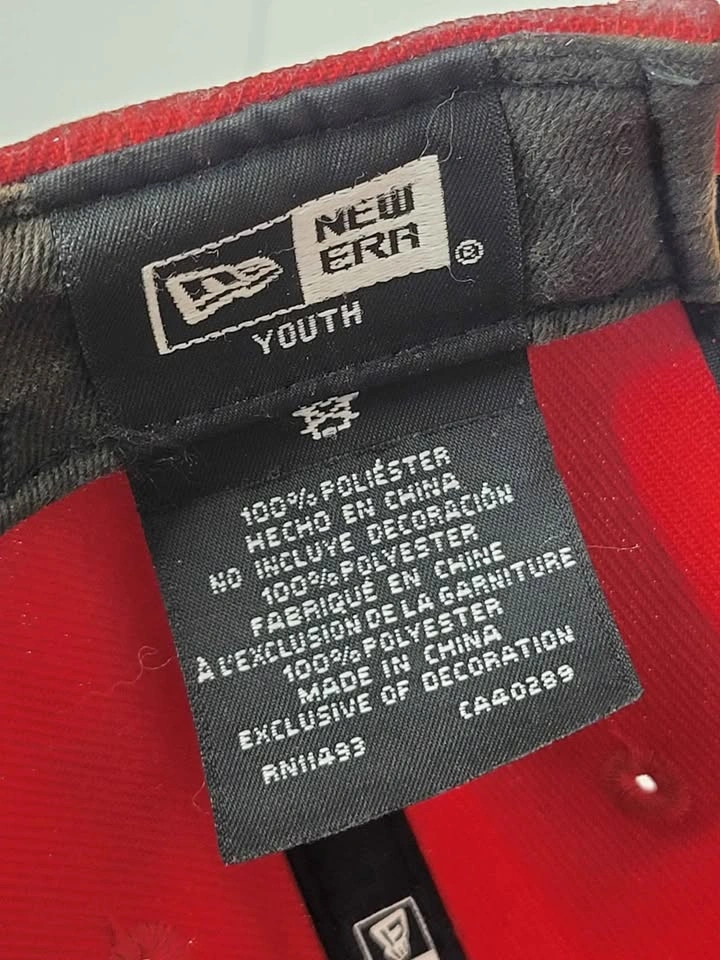 NEW
ERA
®
YOUTH
100% POLIÉSTER
HECHO EN CHINA
NO INCLUYE DECORACIÓN
100% POLYESTER
FABRIQUÉ EN CHINE
À L'EXCLUSION DE LA GARNITURE
100% POLYESTER
MADE IN CHINA
EXCLUSIVE OF DECORATION
RN11493 CA40289